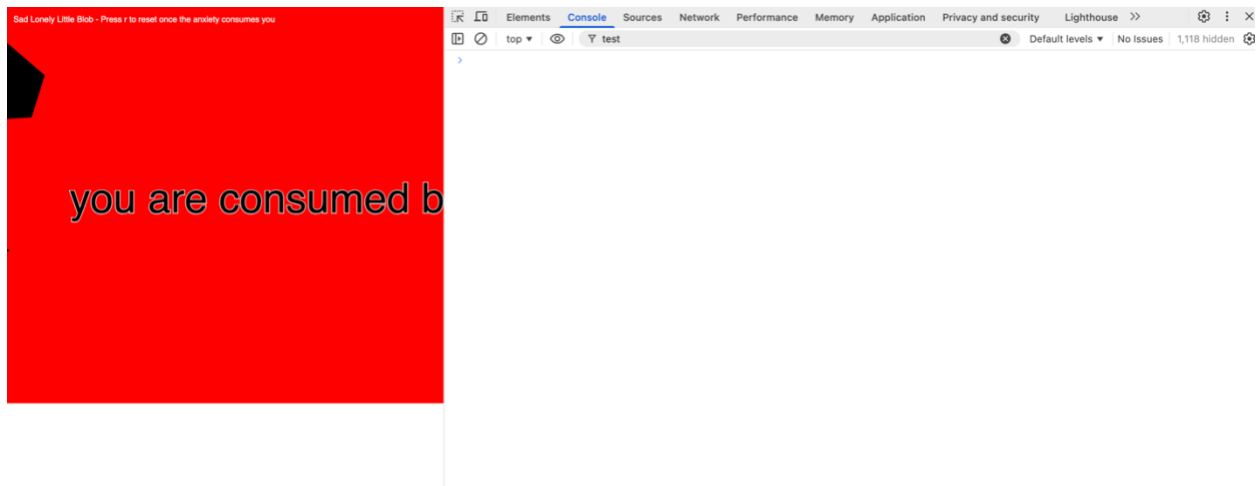 Sad Lonely Little Blob - Press r to reset once the anxiety consumes you
you are consumed b
Elements Console Sources Network Performance Memory Application Privacy and security Lighthouse
top test Default levels No Issues 1,118 hidden